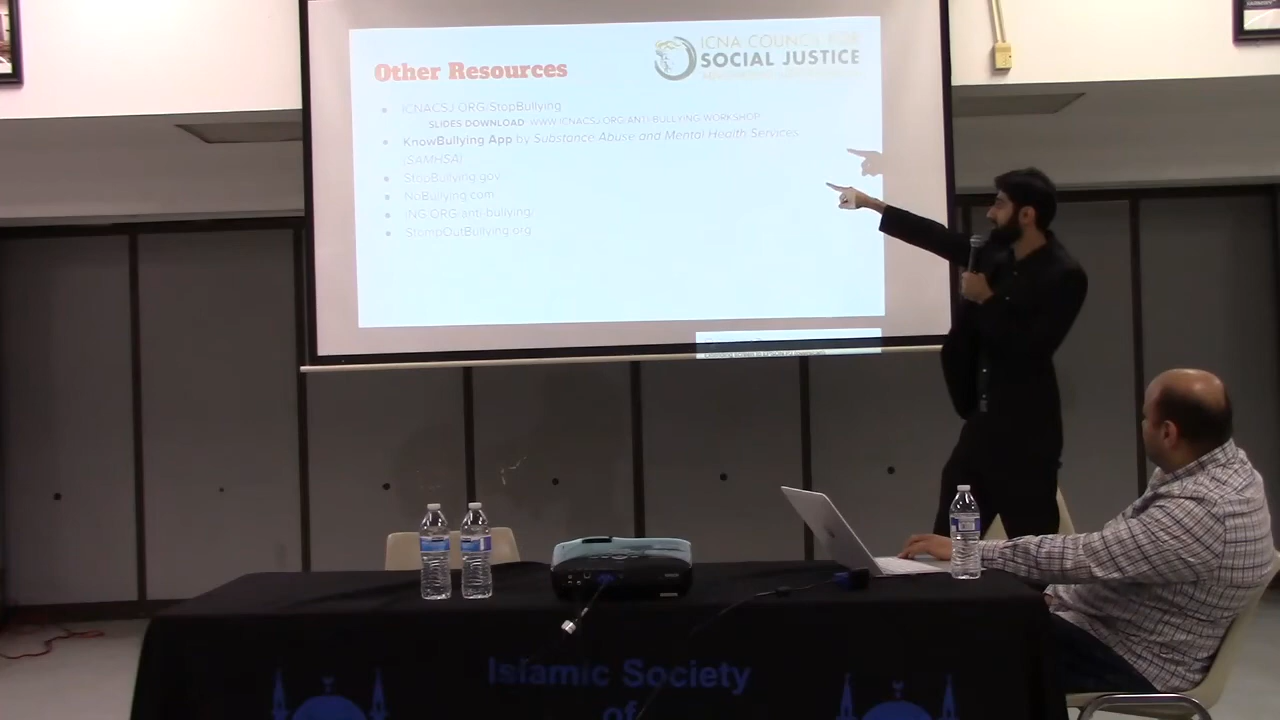 Other Resources
ICNA COUNCIL FOR
SOCIAL JUSTICE
ICNACSJ.ORG/StopBullying
SLIDES DOWNLOAD: WWW.ICNACSJ.ORG/ANTI-BULLYING-WORKSHOP
KnowBullying App by Substance Abuse and Mental Health Services
(SAMHSA)
StopBullying.gov
NoBullying.com
ING.ORG/anti-bullying/
StompOutBullying.org
Islamic Society
of